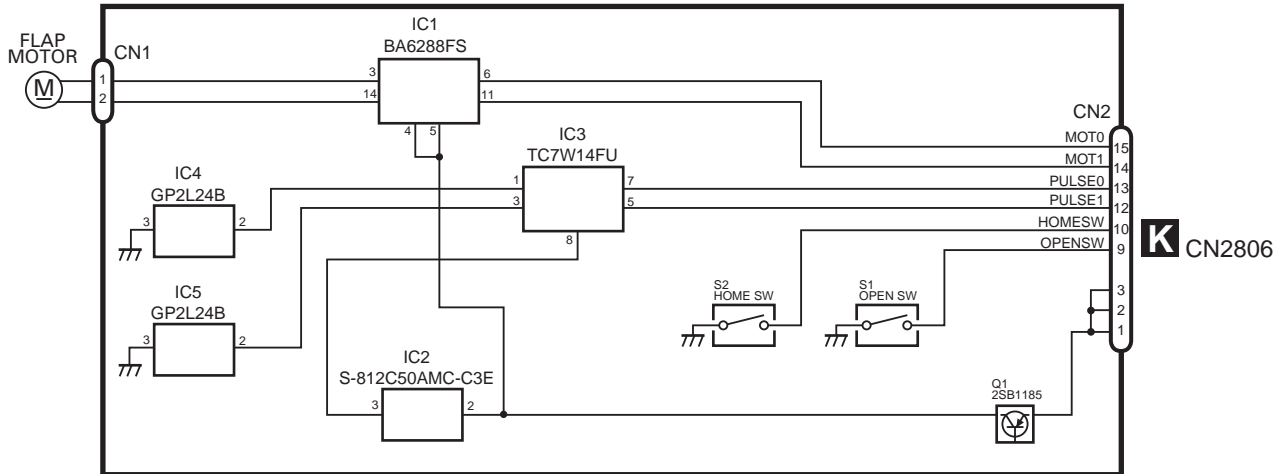 FLAP
MOTOR
M
CN1
1
2
IC1
BA6288FS
3
14
6
11
4
5
IC3
TC7W14FU
1
3
7
5
8
IC4
GP2L24B
3
2
IC5
GP2L24B
3
2
IC2
S-812C50AMC-C3E
3
2
S2
HOME SW
S1
OPEN SW
Q1
2SB1185
CN2
MOT0
15
MOT1
14
PULSE0
13
PULSE1
12
HOMESW
10
OPENSW
9
3
2
1
K CN2806